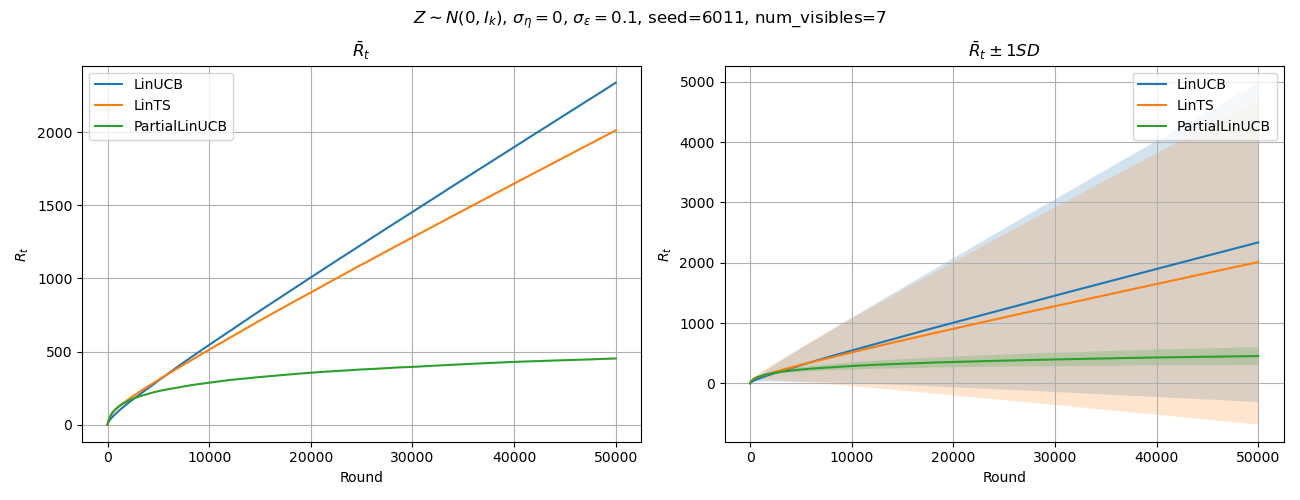 Z ∼ N(0, I_k), σ_η = 0, σ_ε = 0.1, seed=6011, num_visibles=7
R̄_t
R_t
2000
1500
1000
500
0
LinUCB
LinTS
PartialLinUCB
0 10000 20000 30000 40000 50000
Round
R̄_t ± 1SD
R_t
5000
4000
3000
2000
1000
0
LinUCB
LinTS
PartialLinUCB
0 10000 20000 30000 40000 50000
Round